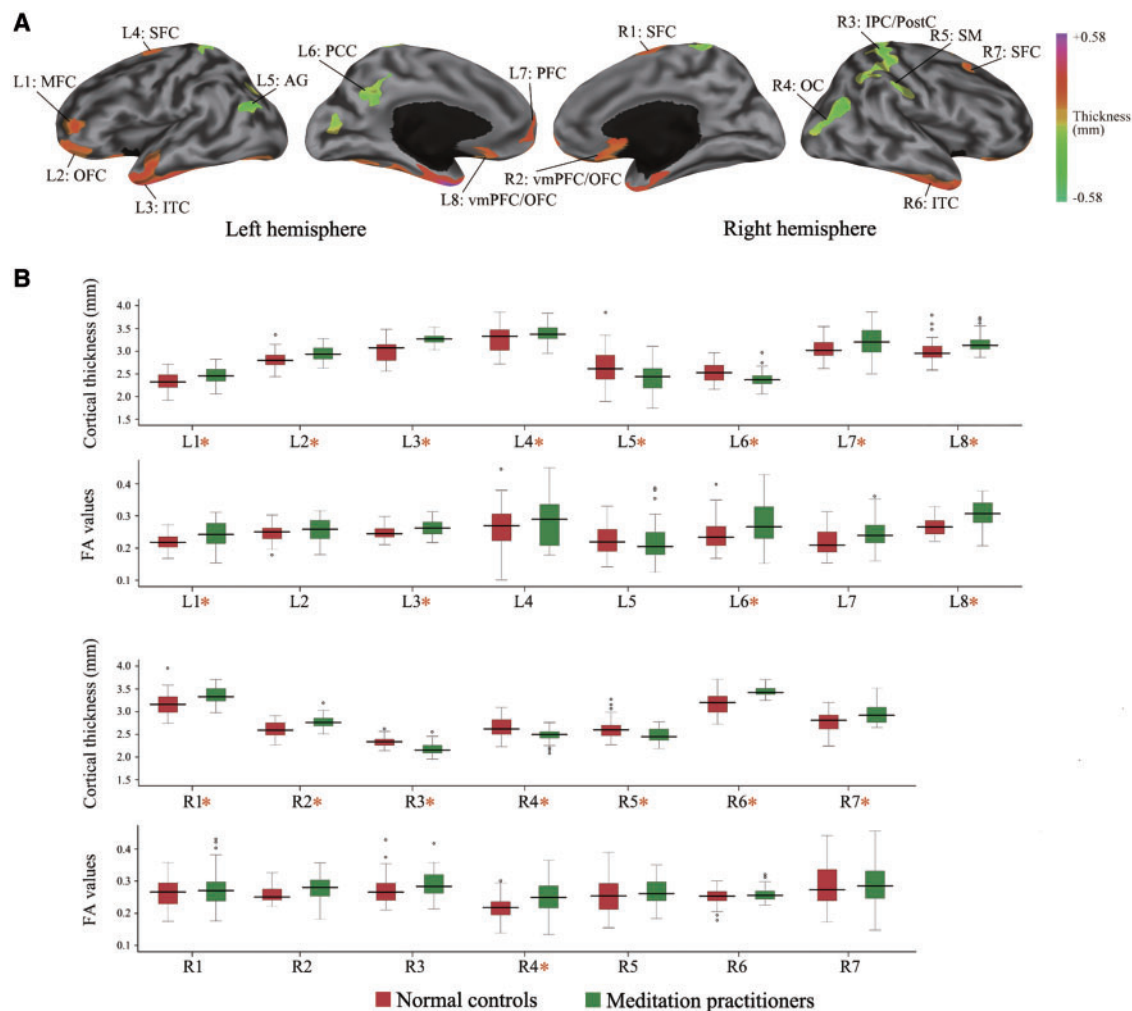 A
L4: SFC
L1: MFC
L5: AG
L2: OFC
L3: ITC
L6: PCC
L7: PFC
L8: vmPFC/OFC
Left hemisphere
R1: SFC
R2: vmPFC/OFC
R3: IPC/PostC
R5: SM
R7: SFC
R4: OC
R6: ITC
Right hemisphere
+0.58
Thickness
(mm)
-0.58
B
Cortical thickness (mm)
4.0
3.5
3.0
2.5
2.0
1.5
L1* L2* L3* L4* L5* L6* L7* L8*
FA values
0.4
0.3
0.2
0.1
L1* L2 L3* L4 L5 L6* L7 L8*
Cortical thickness (mm)
4.0
3.5
3.0
2.5
2.0
1.5
R1* R2* R3* R4* R5* R6* R7*
FA values
0.4
0.3
0.2
0.1
R1 R2 R3 R4* R5 R6 R7
Normal controls Meditation practitioners